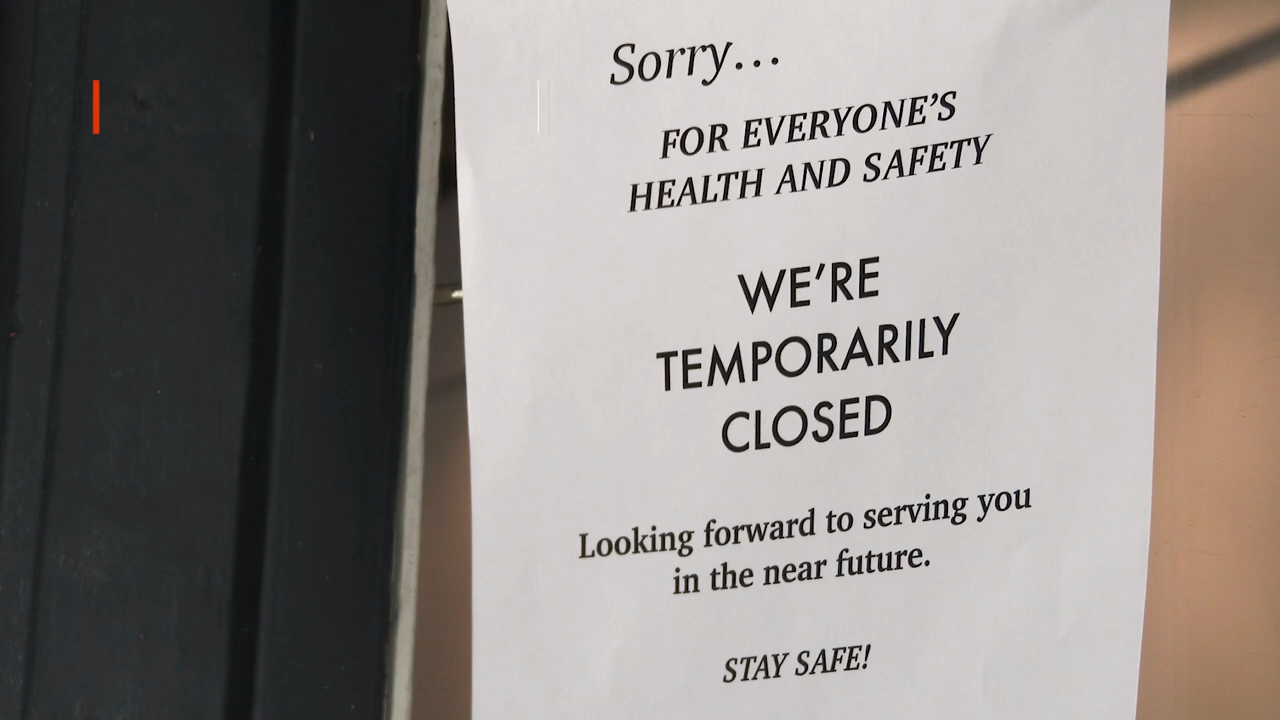 Sorry...
FOR EVERYONE'S
HEALTH AND SAFETY
WE'RE
TEMPORARILY
CLOSED
Looking forward to serving you
in the near future.
STAY SAFE!